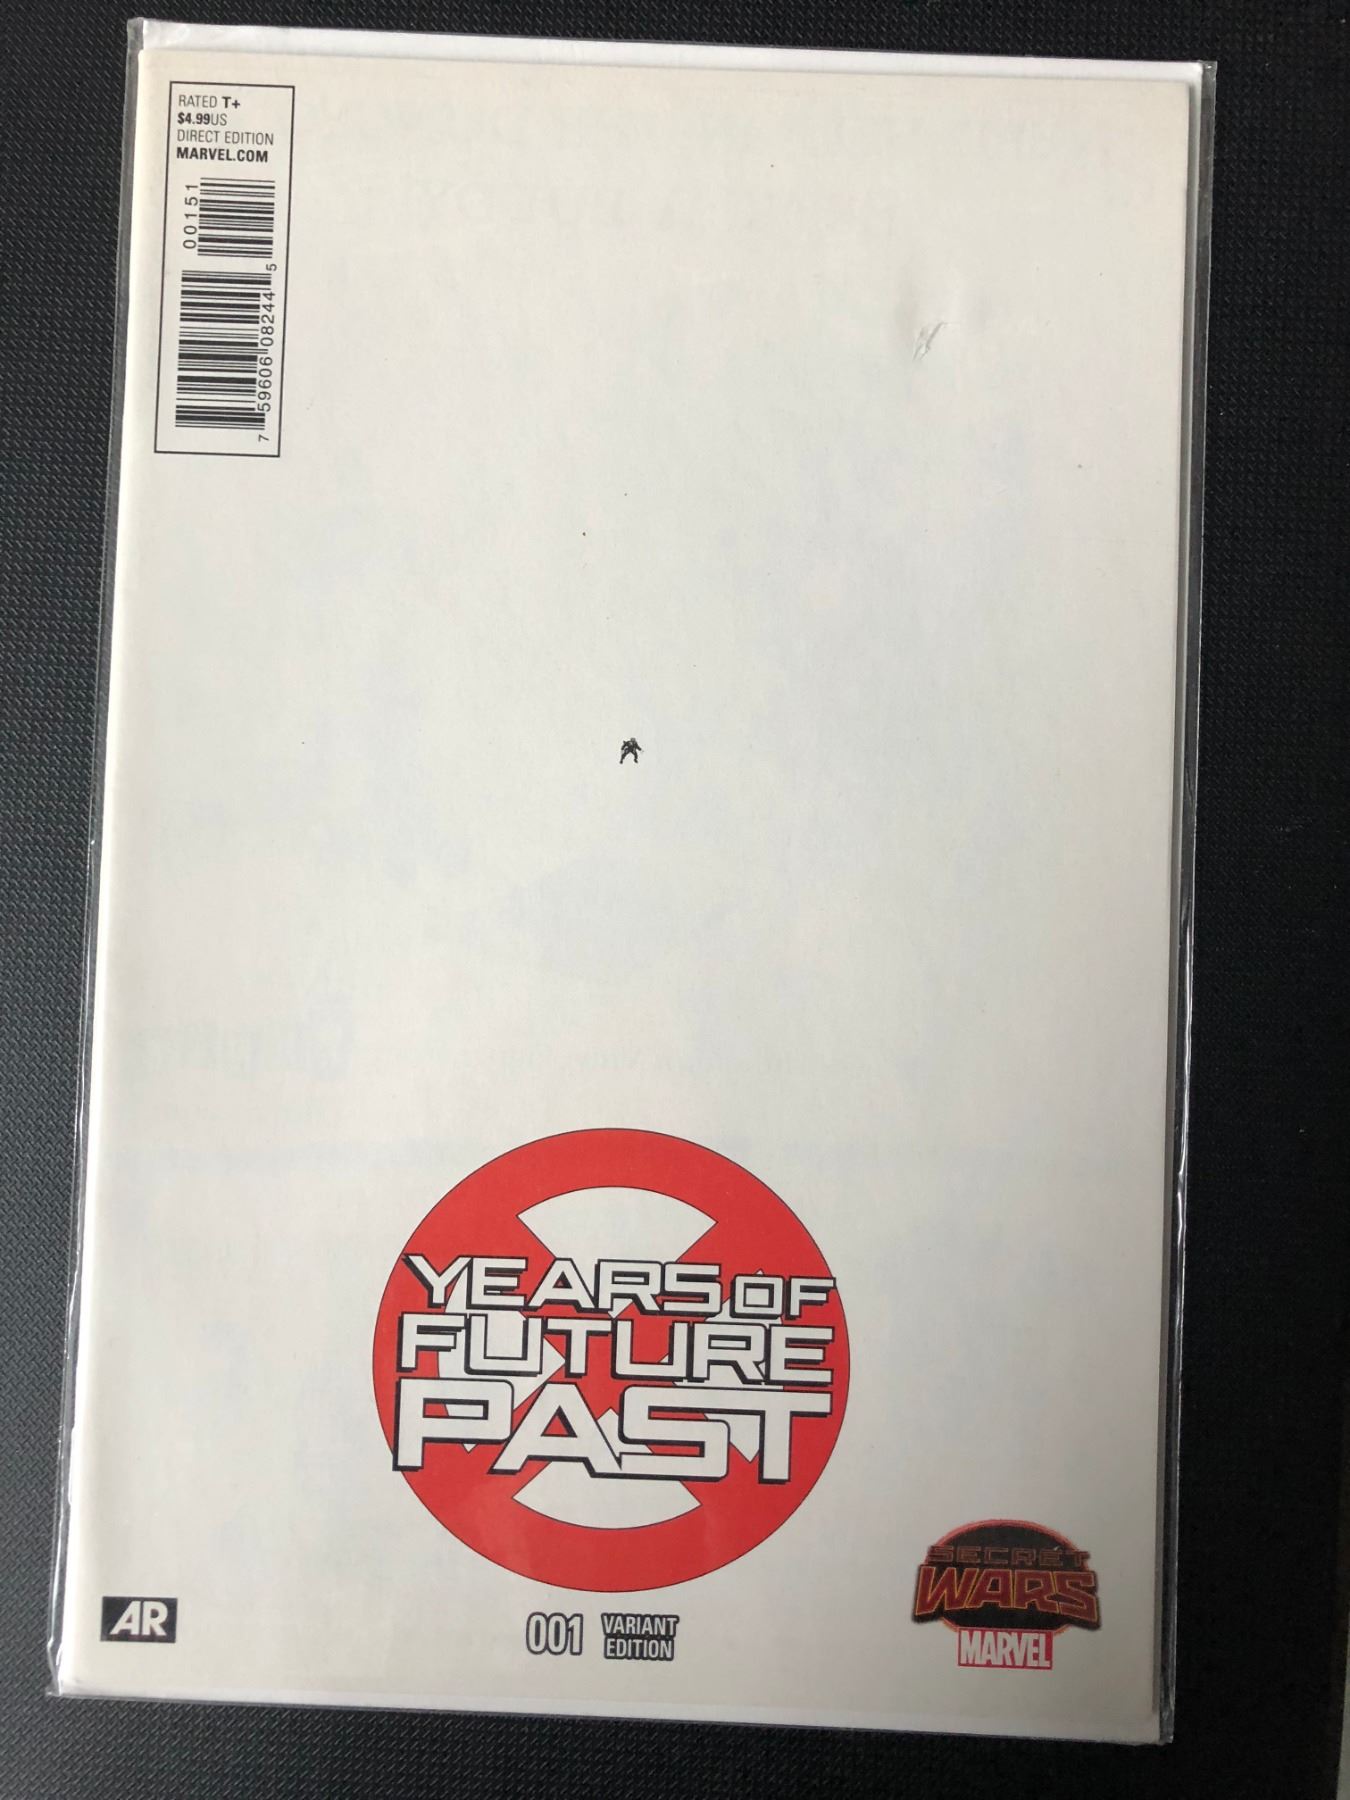 RATED T+
$4.99US
DIRECT EDITION
MARVEL.COM
00151
7 59606 08244 5
YEARS OF
FUTURE
PAST
AR
001
VARIANT
EDITION
SECRET
WARS
MARVEL